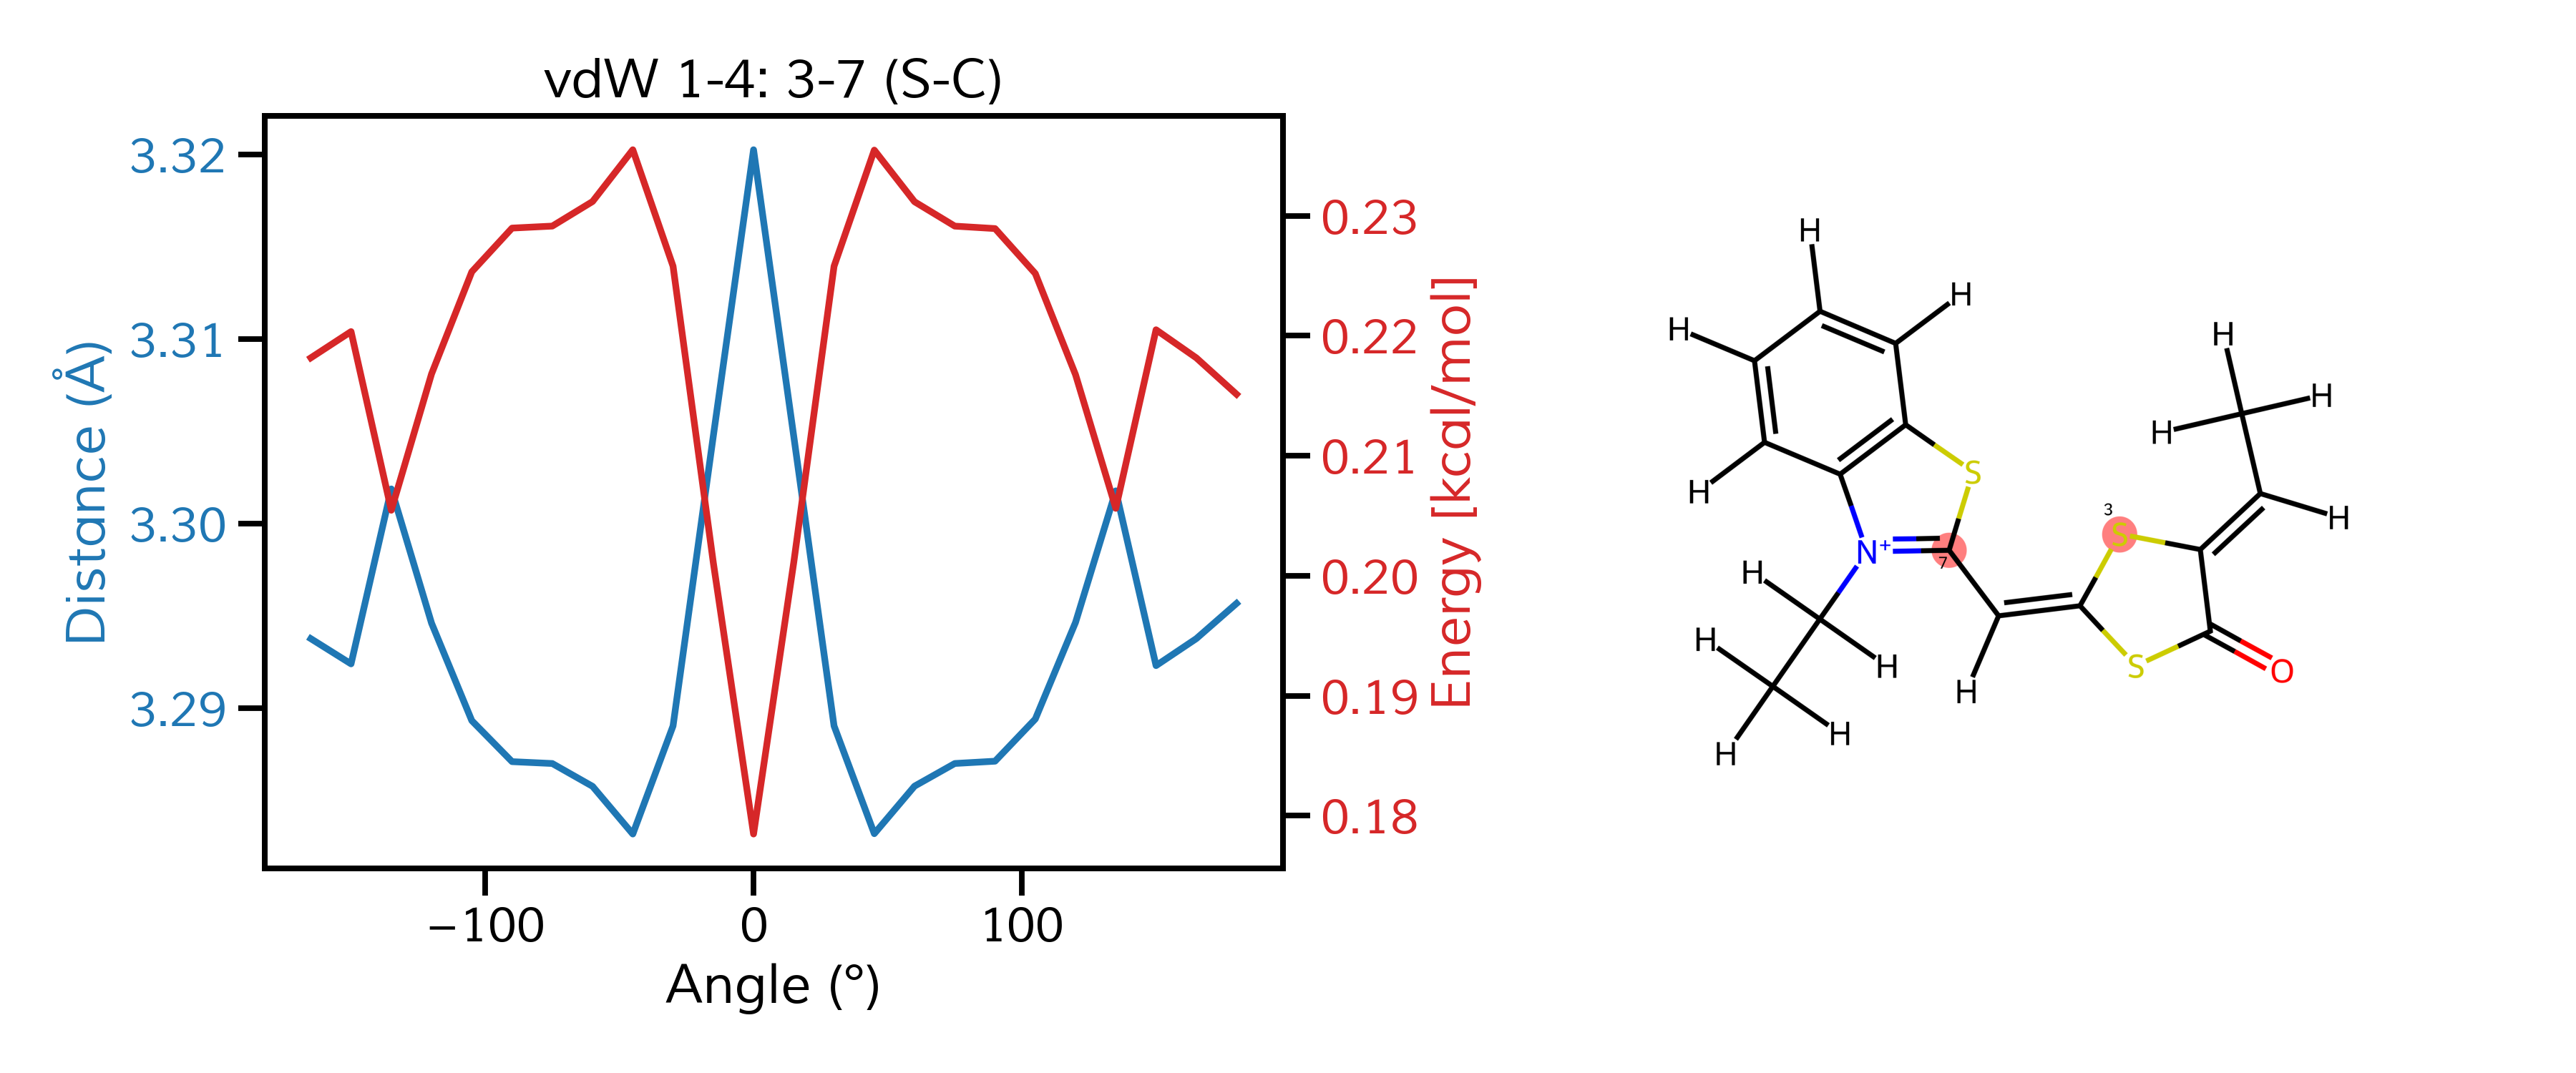 vdW 1-4: 3-7 (S-C)
3.32
3.31
3.30
3.29
Distance (Å)
0.23
0.22
0.21
0.20
0.19
0.18
Energy [kcal/mol]
−100 0 100
Angle (°)
H
H
H
H
H
H
H
S
H
H
3
S
N+
7
H
H
H
H
S
O
H
H
H